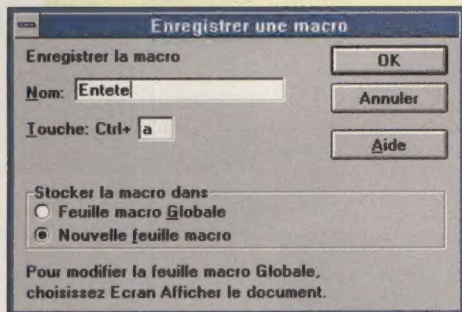 Enregistrer une macro
Enregistrer la macro
Nom: Entete
Touche: Ctrl+ a
OK
Annuler
Aide
Stocker la macro dans
Feuille macro Globale
Nouvelle feuille macro
Pour modifier la feuille macro Globale,
choisissez Ecran Afficher le document.